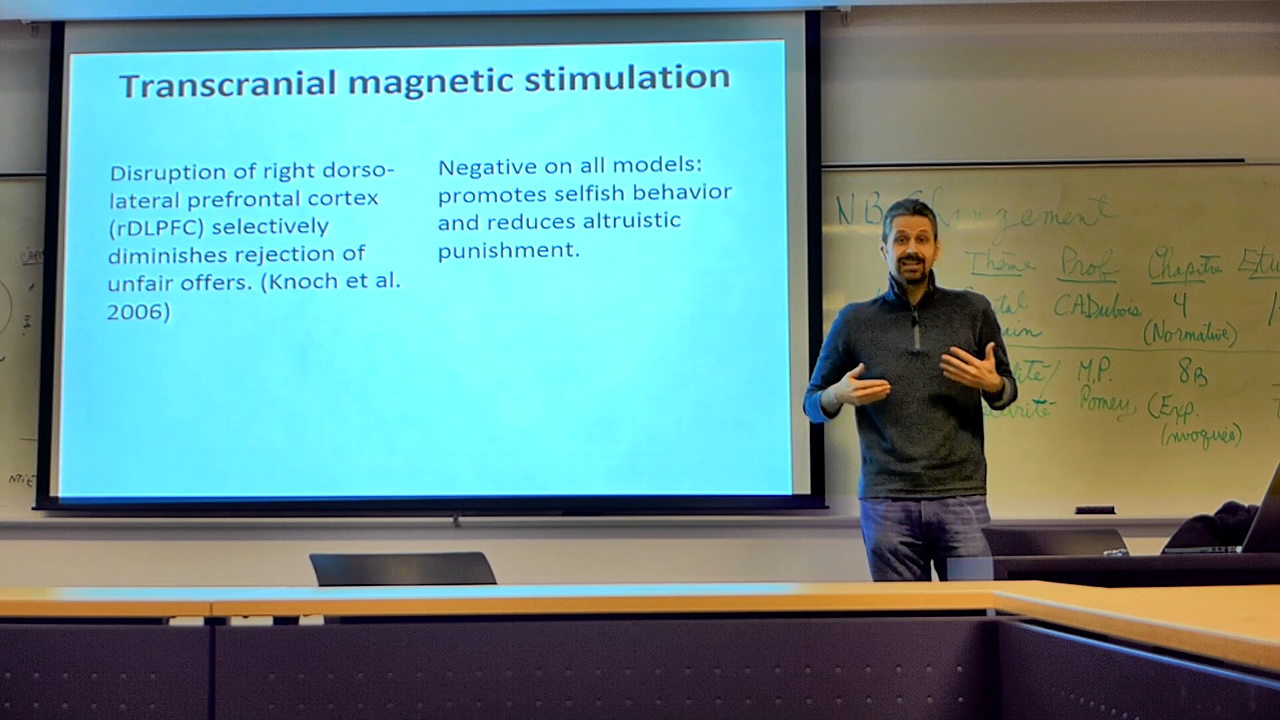 Transcranial magnetic stimulation
Disruption of right dorso-
lateral prefrontal cortex
(rDLPFC) selectively
diminishes rejection of
unfair offers. (Knoch et al.
2006)
Negative on all models:
promotes selfish behavior
and reduces altruistic
punishment.
N.B.
Thème Prof Chapitre
C.A.Dubois 4
(Normative)
M.P. 8B
Pomey (Exp.
(nvoqués)